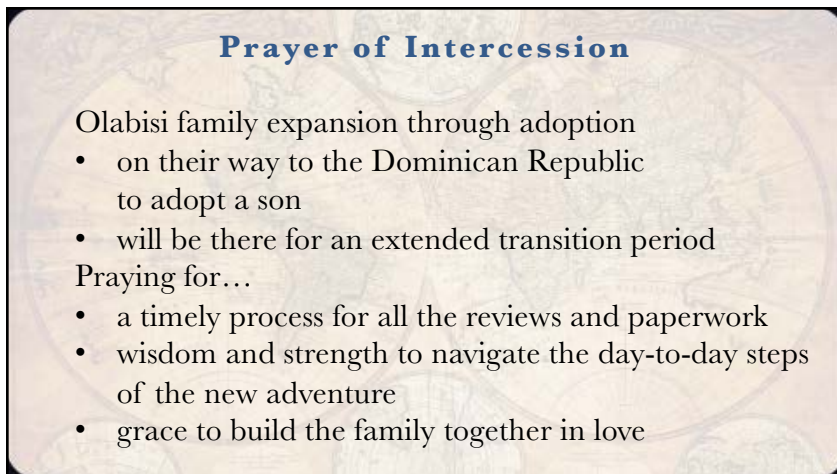 Prayer of Intercession
Olabisi family expansion through adoption
• on their way to the Dominican Republic
to adopt a son
• will be there for an extended transition period
Praying for…
• a timely process for all the reviews and paperwork
• wisdom and strength to navigate the day-to-day steps
of the new adventure
• grace to build the family together in love